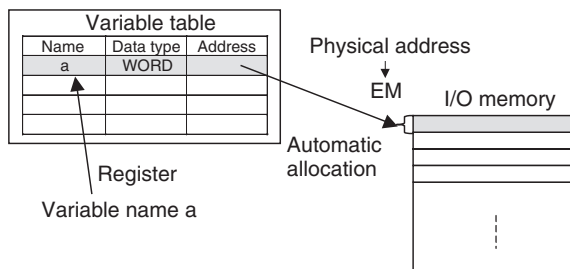 Variable table
Name Data type Address
a WORD
Physical address
EM
I/O memory
Automatic
allocation
Register
Variable name a